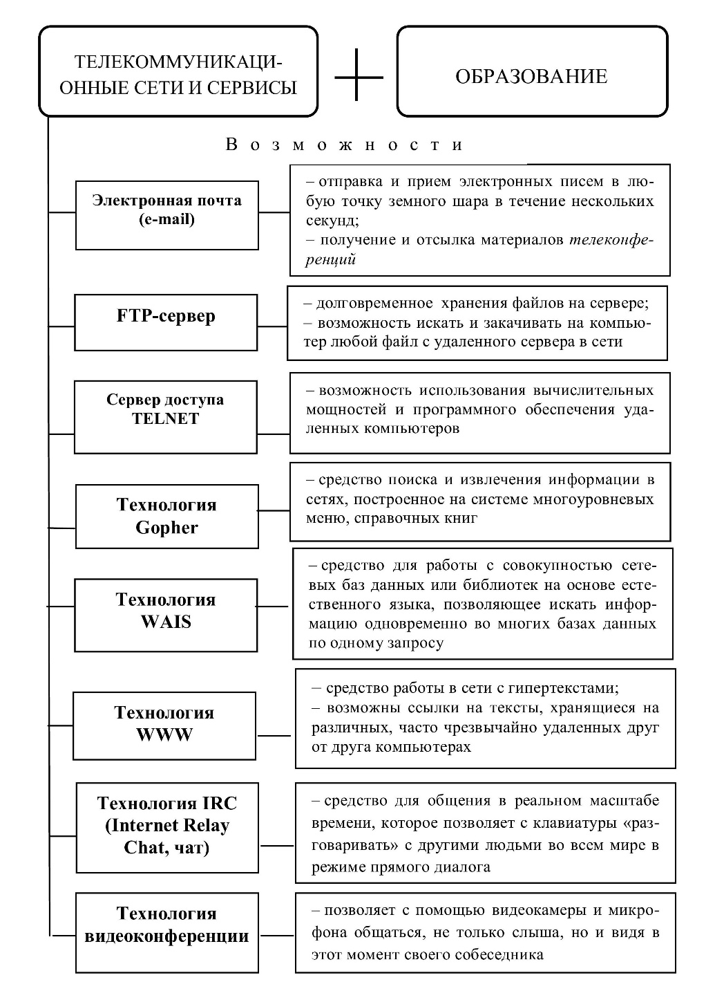 ТЕЛЕКОММУНИКАЦИ-
ОННЫЕ СЕТИ И СЕРВИСЫ
ОБРАЗОВАНИЕ
Возможности
Электронная почта
(e-mail)
– отправка и прием электронных писем в лю-
бую точку земного шара в течение нескольких
секунд;
– получение и отсылка материалов телеконфе-
ренций
FTP-сервер
– долговременное хранения файлов на сервере;
– возможность искать и закачивать на компью-
тер любой файл с удаленного сервера в сети
Сервер доступа
TELNET
– возможность использования вычислительных
мощностей и программного обеспечения уда-
ленных компьютеров
Технология
Gopher
– средство поиска и извлечения информации в
сетях, построенное на системе многоуровневых
меню, справочных книг
Технология
WAIS
– средство для работы с совокупностью сете-
вых баз данных или библиотек на основе есте-
ственного языка, позволяющее искать инфор-
мацию одновременно во многих базах данных
по одному запросу
Технология
WWW
– средство работы в сети с гипертекстами;
– возможны ссылки на тексты, хранящиеся на
различных, часто чрезвычайно удаленных друг
от друга компьютерах
Технология IRC
(Internet Relay
Chat, чат)
– средство для общения в реальном масштабе
времени, которое позволяет с клавиатуры «раз-
говаривать» с другими людьми во всем мире в
режиме прямого диалога
Технология
видеоконференции
– позволяет с помощью видеокамеры и микро-
фона общаться, не только слыша, но и видя в
этот момент своего собеседника